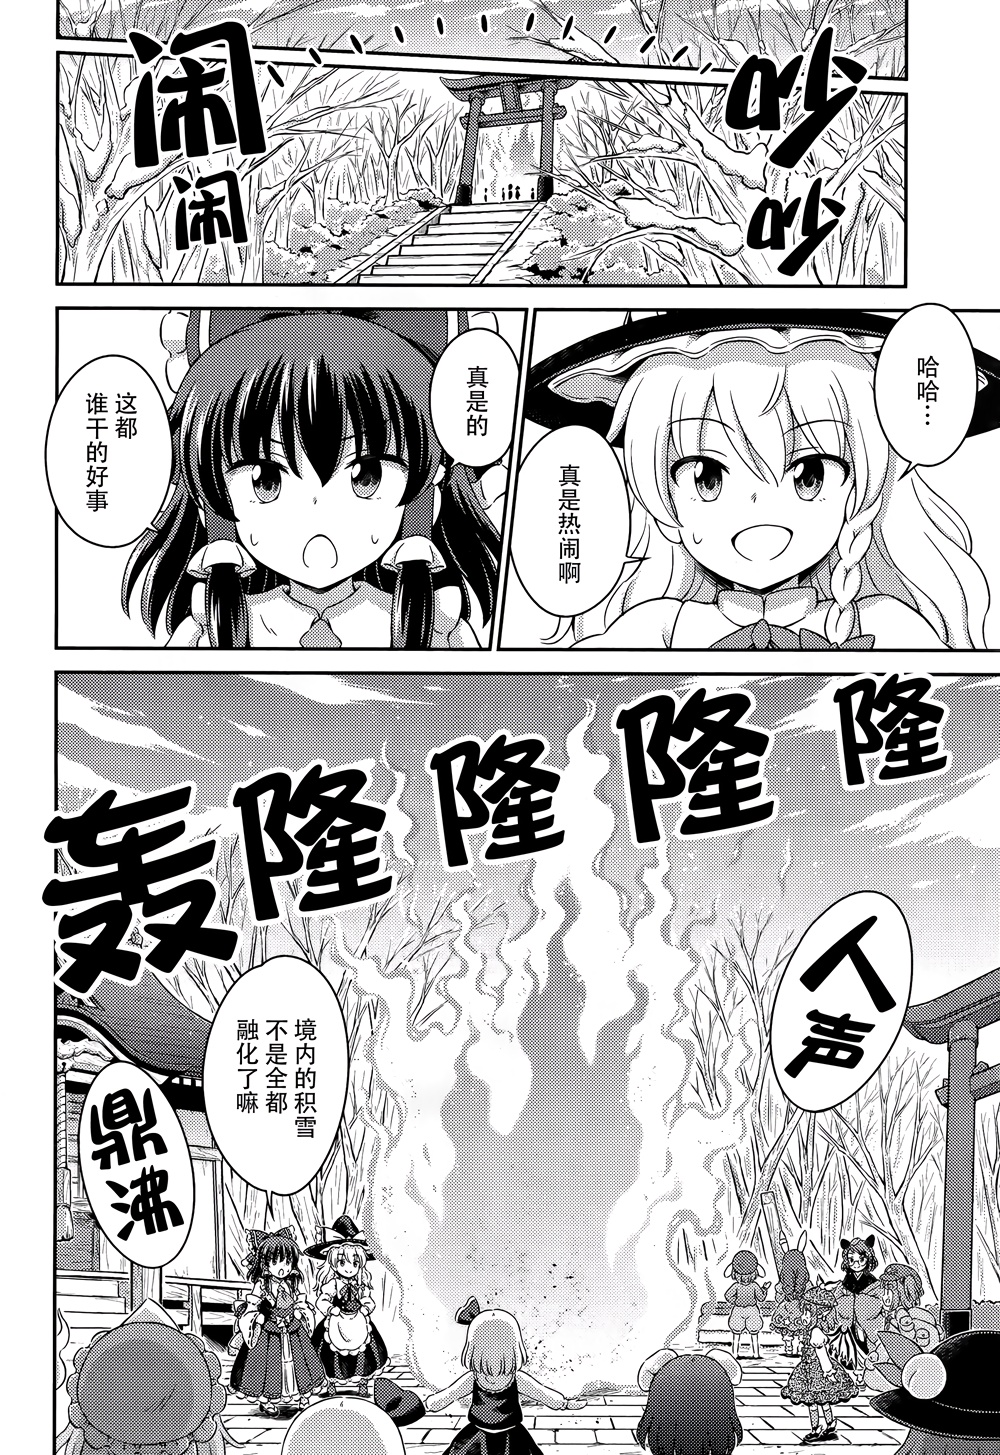 吵吵
闹闹
哈哈…
真是热闹啊
真是的
这都
谁干的好事
轰隆隆隆隆
人声
境内的积雪
不是全都
融化了嘛
鼎沸